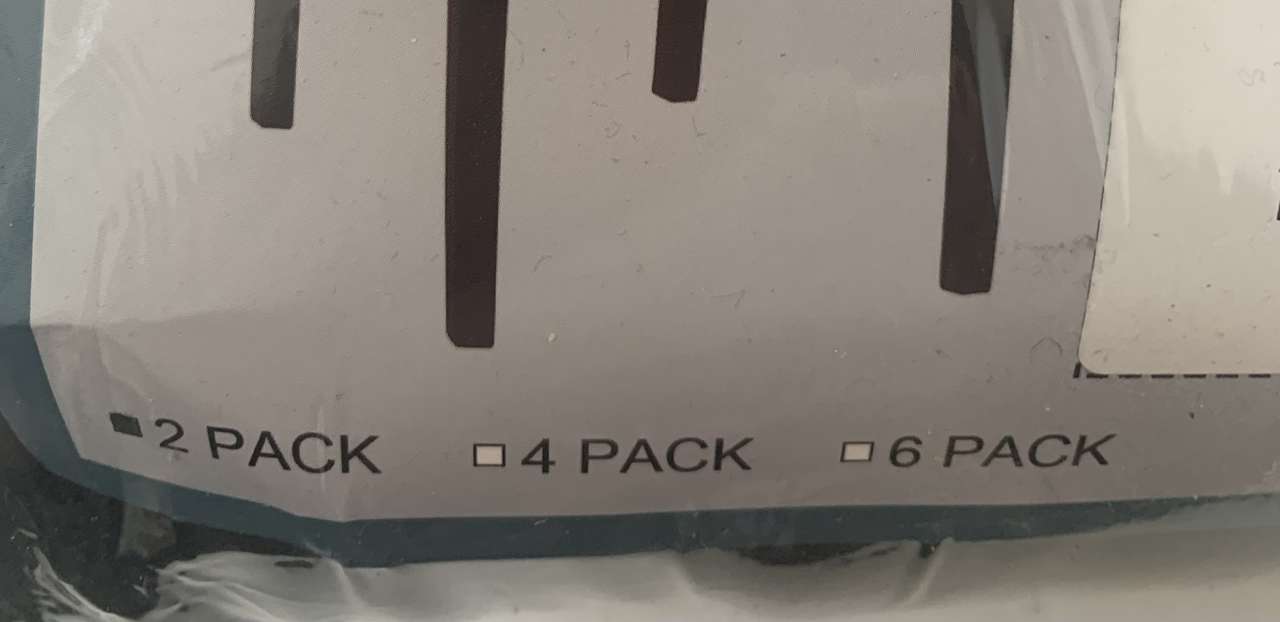 ■ 2 PACK □ 4 PACK □ 6 PACK